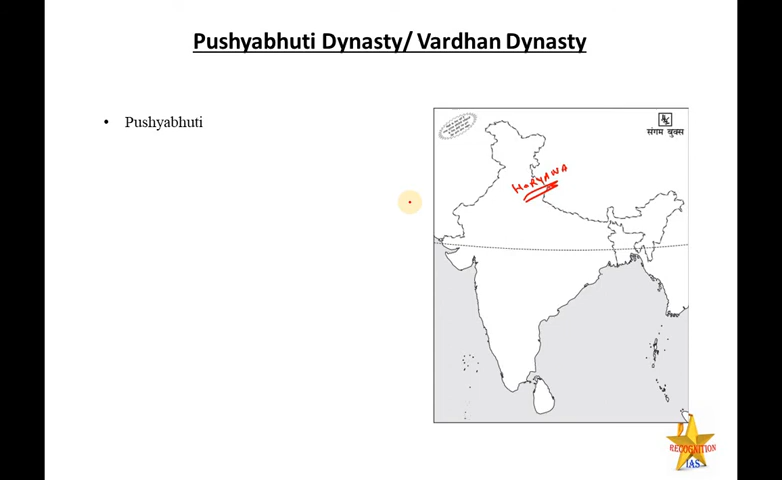 Pushyabhuti Dynasty/ Vardhan Dynasty
• Pushyabhuti
संगम बुक्स
HARYANA
RECOGNITION
IAS